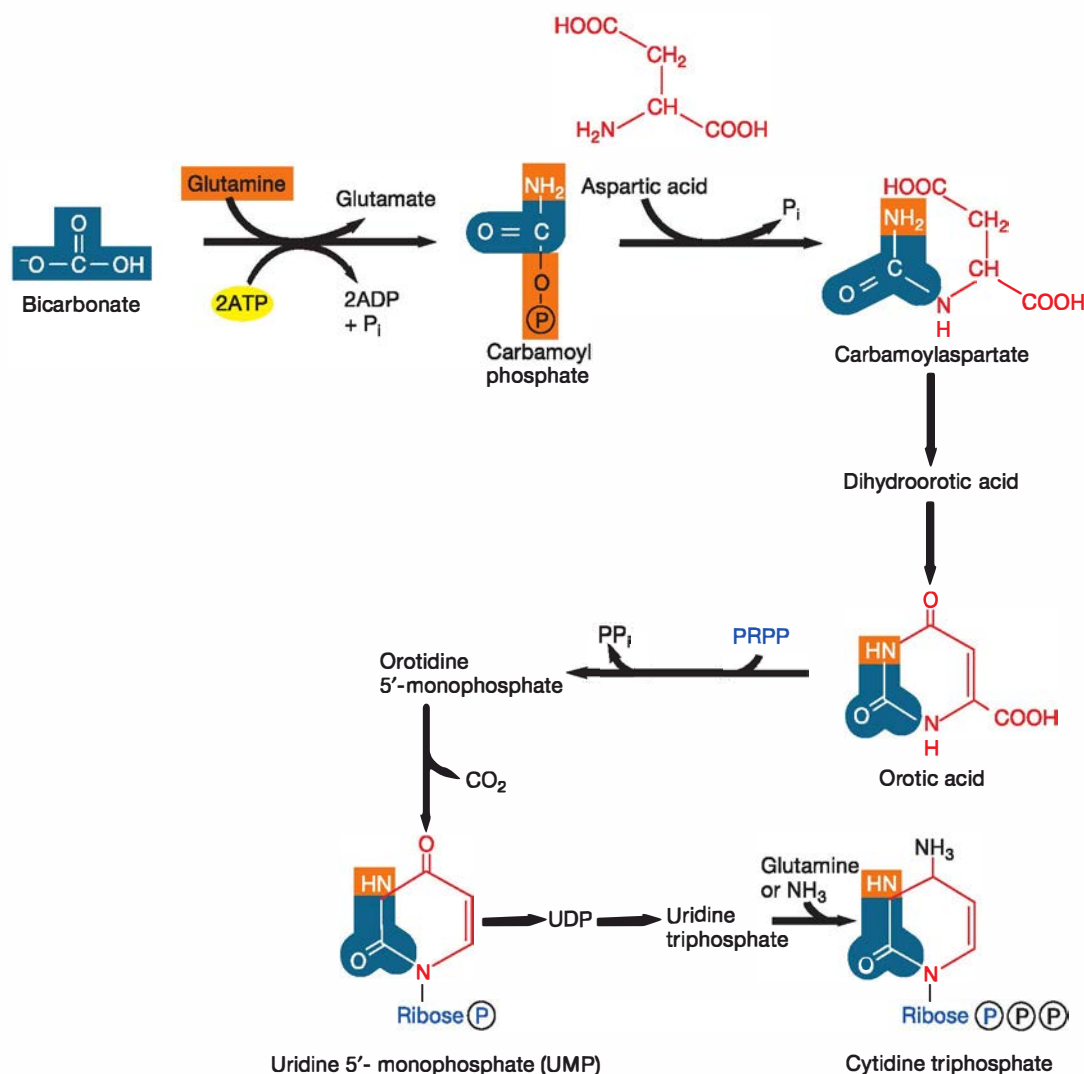 HOOC
CH2
CH
H2N
COOH
Glutamine
Glutamate
NH2
Aspartic acid
Pi
HOOC
NH2
CH2
O
⁻O — C — OH
O = C
C
CH
O
2ATP
2ADP
+ Pi
O
P
O
N
H
COOH
Bicarbonate
Carbamoyl
phosphate
Carbamoylaspartate
Dihydroorotic acid
O
PPi
PRPP
HN
Orotidine
5′-monophosphate
O
N
H
COOH
CO2
Orotic acid
O
NH3
HN
Glutamine
or NH3
HN
UDP
Uridine
triphosphate
O
N
O
N
Ribose P
Ribose P P P
Uridine 5′- monophosphate (UMP)
Cytidine triphosphate